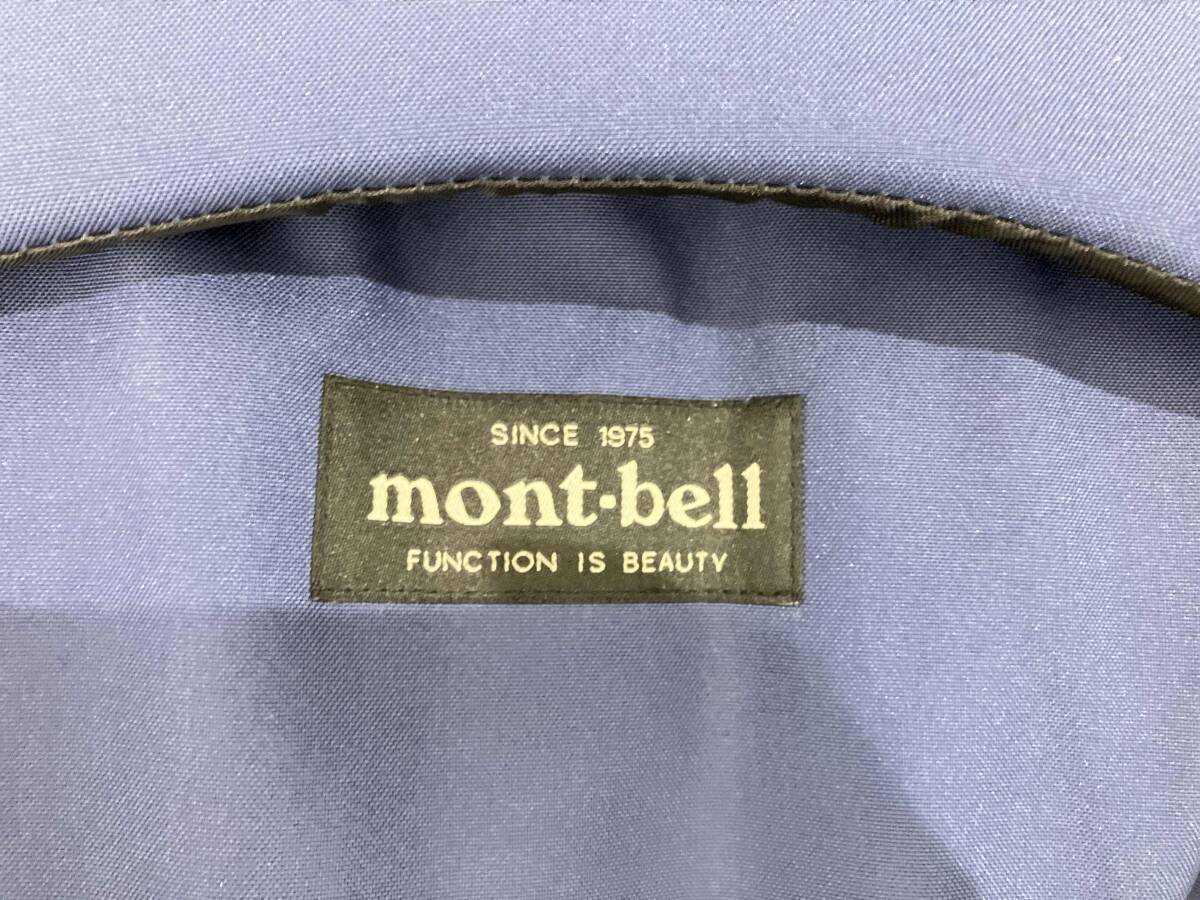 SINCE 1975
mont·bell
FUNCTION IS BEAUTY